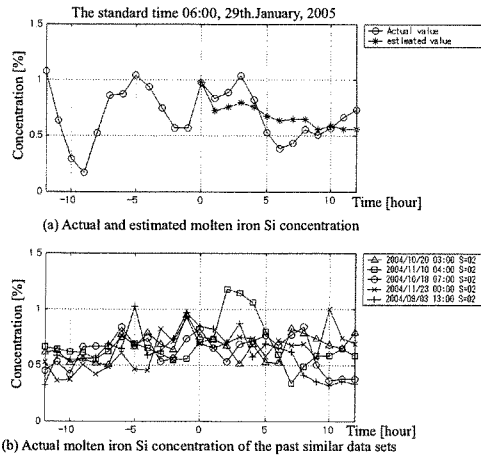 The standard time 06:00, 29th.January, 2005
1.5
1
0.5
0
Concentration [%]
-10
-5
0
5
10
Time [hour]
Actual value
estimated value
(a) Actual and estimated molten iron Si concentration
1 5
1
0.5
0
Concentration [%]
-10
-5
0
5
10
Time [hour]
2004/10/20 03:00 S=02
2004/11/10 04:00 S=02
2004/10/18 07:00 S=02
2004/11/23 00:00 S=02
13:00 S=02
(b) Actual molten iron Si concentration of the past similar data sets